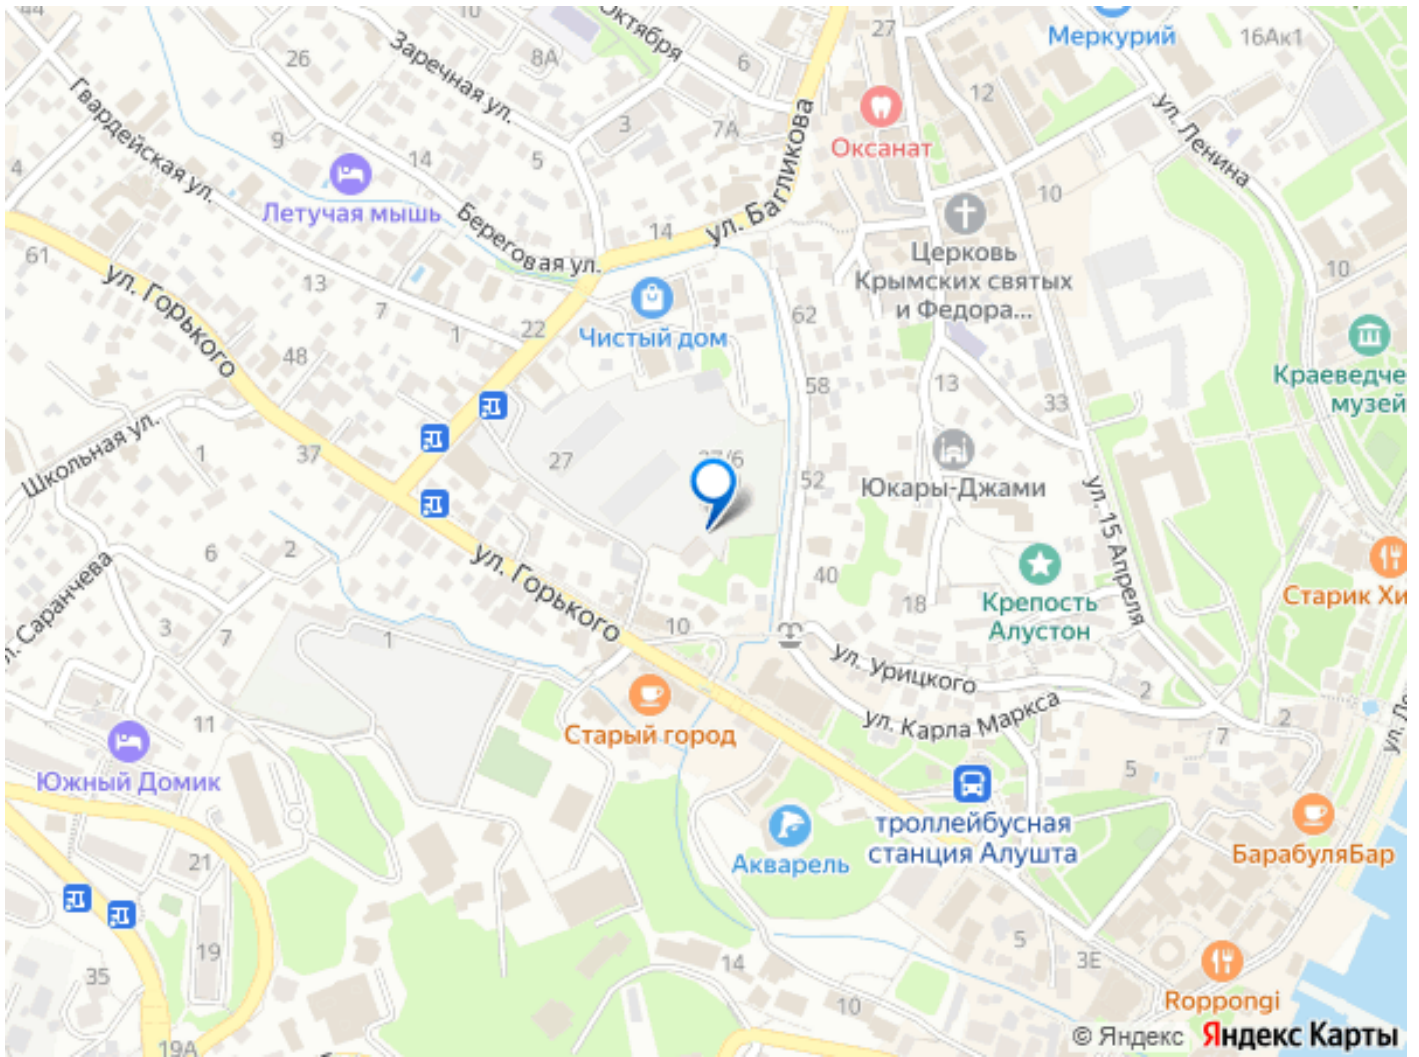 44
10
Октября
27
Меркурий
16Ак1
26
Заречная ул.
8А
6
ул. Багликова
12
ул. Ленина
Гвардейская ул.
9
3
7А
Оксанат
4
14
5
10
Летучая мышь
Береговая ул.
14
Церковь
Крымских святых
и Федора...
61
ул. Горького
13
7
1
22
Чистый дом
62
10
48
58
13
33
Краеведче
музей
Школьная ул.
1
37
27
52
Юкары-Джами
ул. 15 Апреля
6
2
ул. Горького
40
18
Крепость
Алустон
Старик Хи
Саранчева
3
7
1
10
ул. Урицкого
2
ул. Карла Маркса
2
7
11
Старый город
5
Южный Домик
троллейбусная
станция Алушта
Акварель
БарабуляБар
21
19
35
14
5
3Е
10
Roppongi
19А
© Яндекс Яндекс Карты